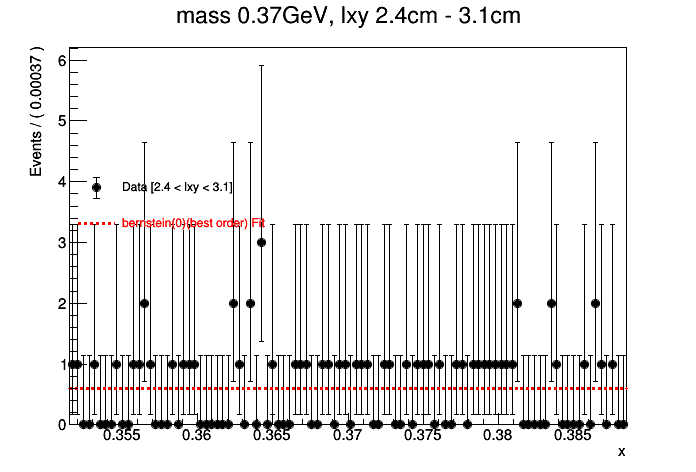 mass 0.37GeV, lxy 2.4cm - 3.1cm
Events / ( 0.00037 )
6
5
4
3
2
1
0
Data [2.4 < lxy < 3.1]
bernstein(0)(best order) Fit
0.355 0.36 0.365 0.37 0.375 0.38 0.385
x